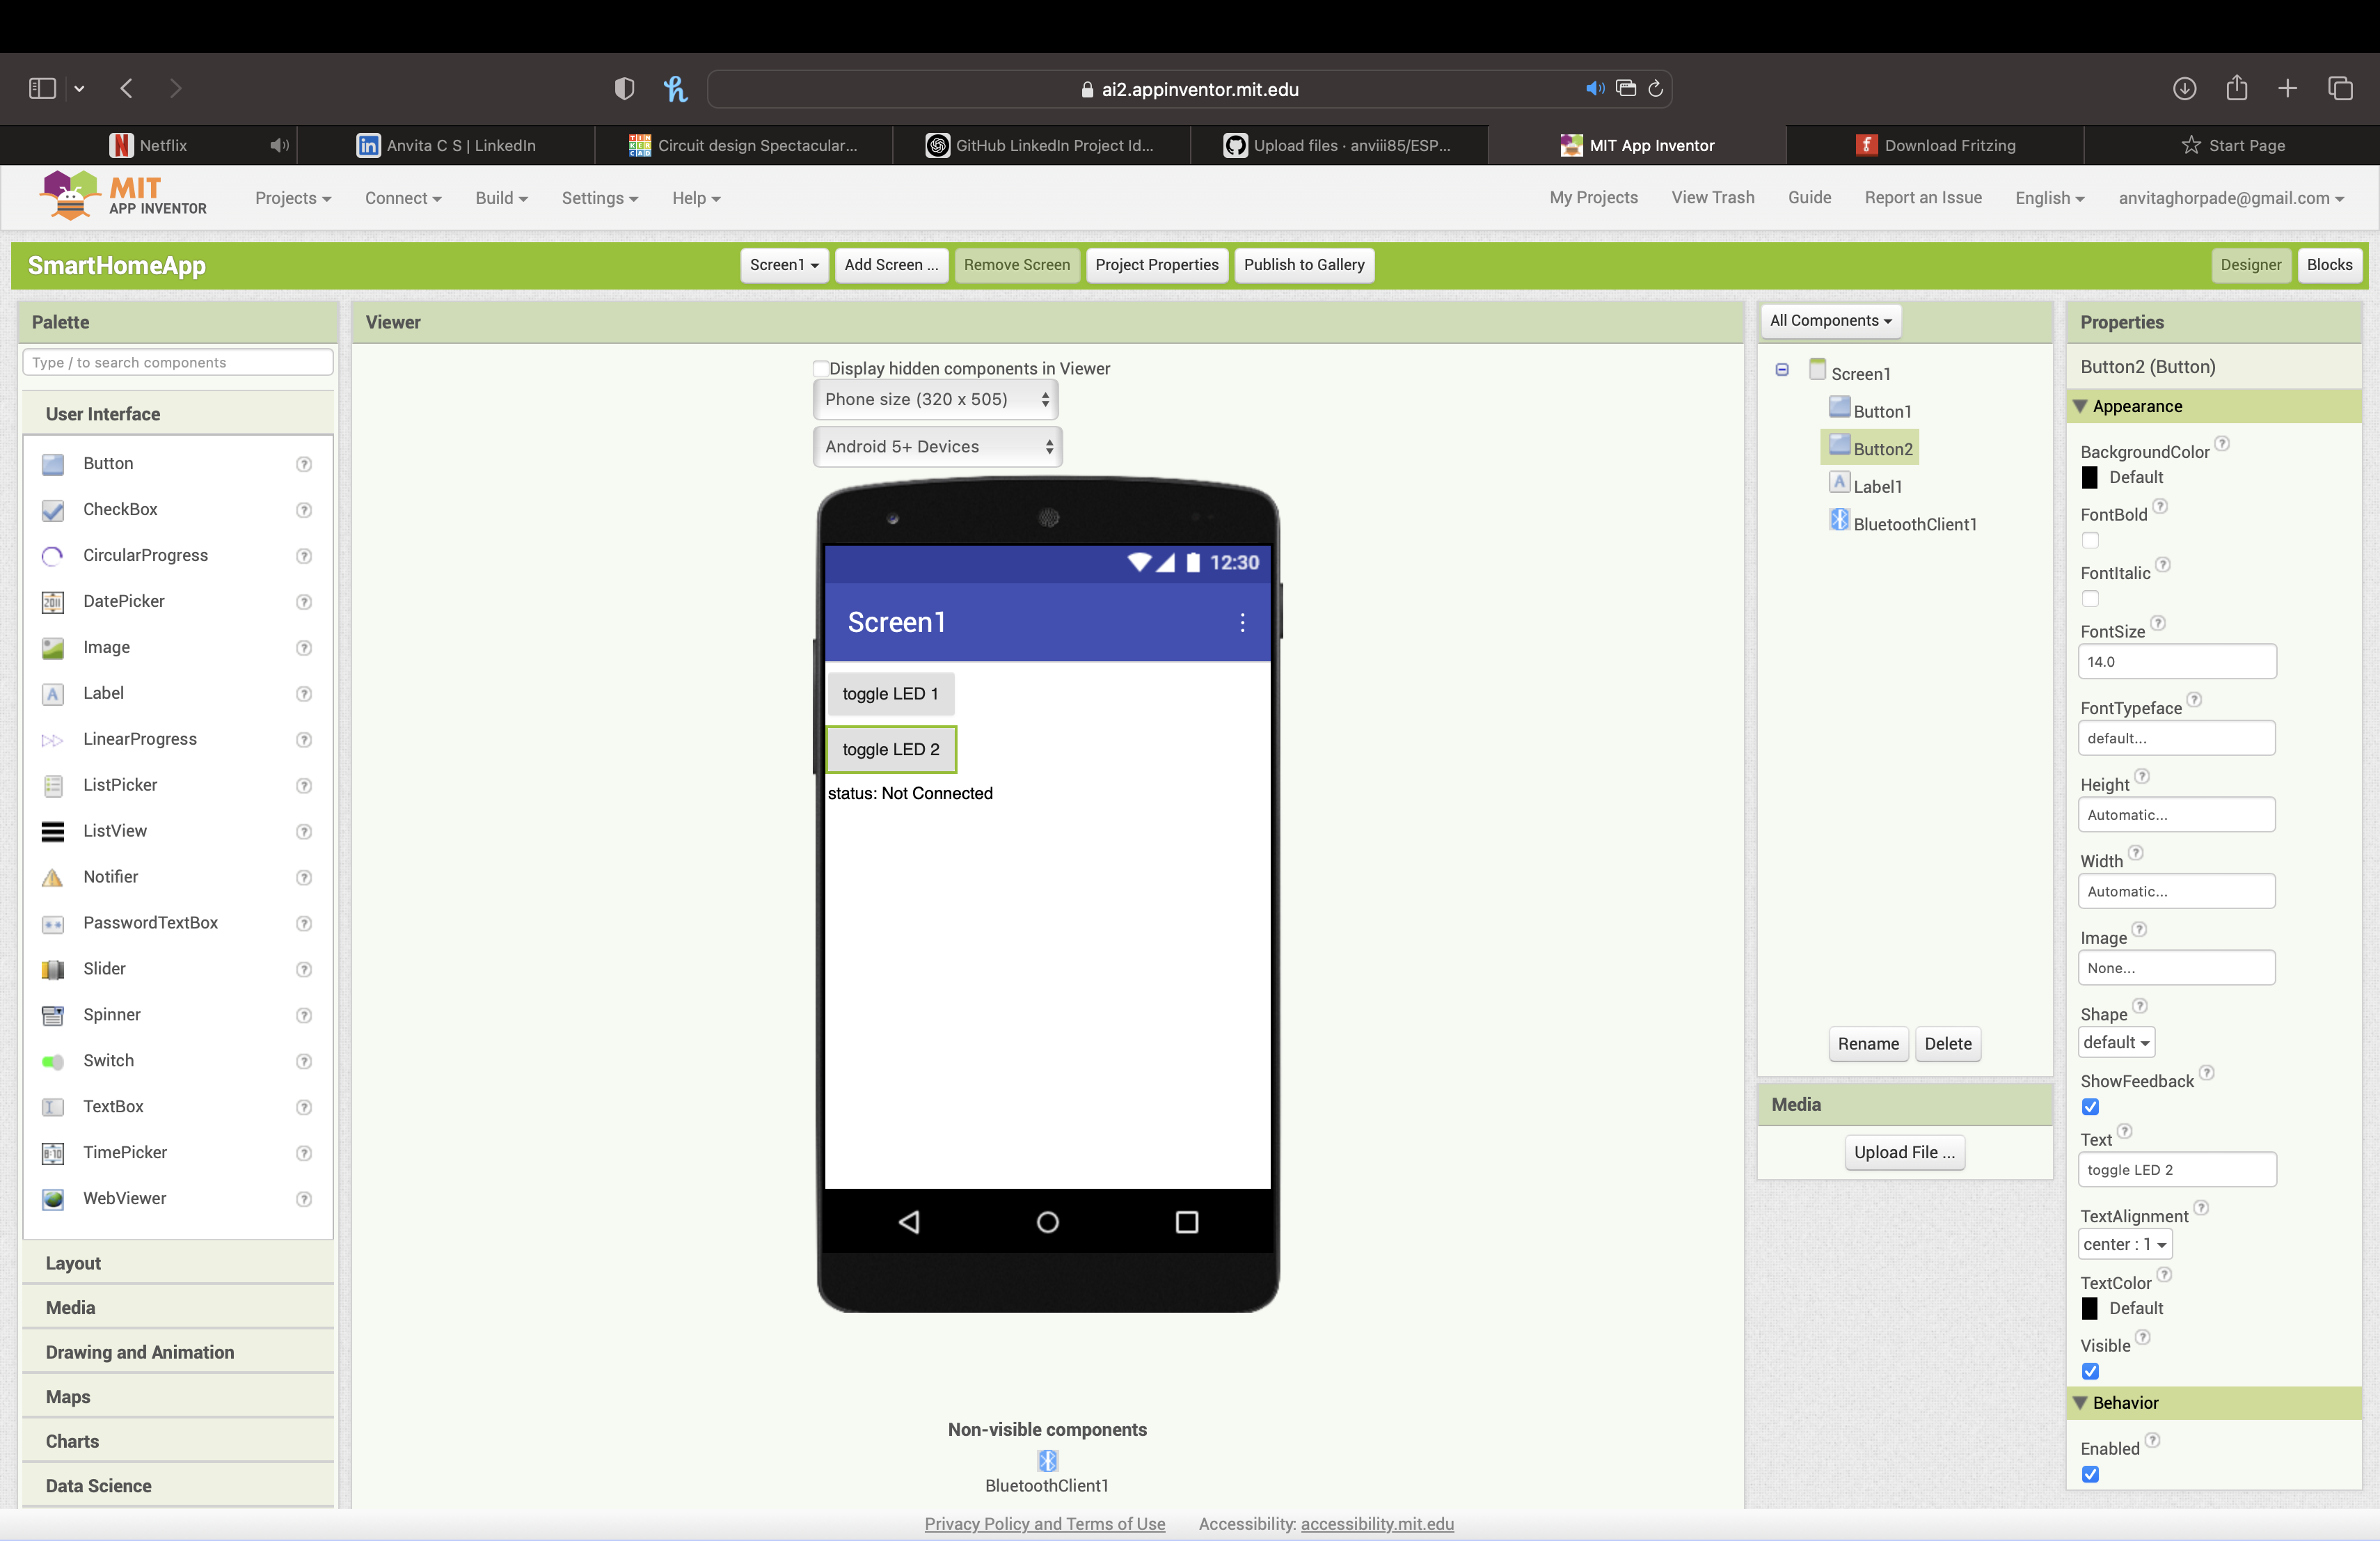 ai2.appinventor.mit.edu
Netflix
Anvita C S | LinkedIn
Circuit design Spectacular...
GitHub LinkedIn Project Id...
Upload files · anviii85/ESP...
MIT App Inventor
Download Fritzing
Start Page
MIT
APP INVENTOR
Projects
Connect
Build
Settings
Help
My Projects
View Trash
Guide
Report an Issue
English
anvitaghorpade@gmail.com
SmartHomeApp
Screen1
Add Screen ...
Remove Screen
Project Properties
Publish to Gallery
Designer
Blocks
Palette
Type / to search components
User Interface
Button
CheckBox
CircularProgress
DatePicker
Image
Label
LinearProgress
ListPicker
ListView
Notifier
PasswordTextBox
Slider
Spinner
Switch
TextBox
TimePicker
WebViewer
Layout
Media
Drawing and Animation
Maps
Charts
Data Science
Viewer
Display hidden components in Viewer
Phone size (320 x 505)
Android 5+ Devices
12:30
Screen1
toggle LED 1
toggle LED 2
status: Not Connected
Non-visible components
BluetoothClient1
All Components
Screen1
Button1
Button2
Label1
BluetoothClient1
Rename
Delete
Media
Upload File ...
Properties
Button2 (Button)
Appearance
BackgroundColor
Default
FontBold
FontItalic
FontSize
14.0
FontTypeface
default...
Height
Automatic...
Width
Automatic...
Image
None...
Shape
default
ShowFeedback
Text
toggle LED 2
TextAlignment
center : 1
TextColor
Default
Visible
Behavior
Enabled
Privacy Policy and Terms of Use
Accessibility: accessibility.mit.edu